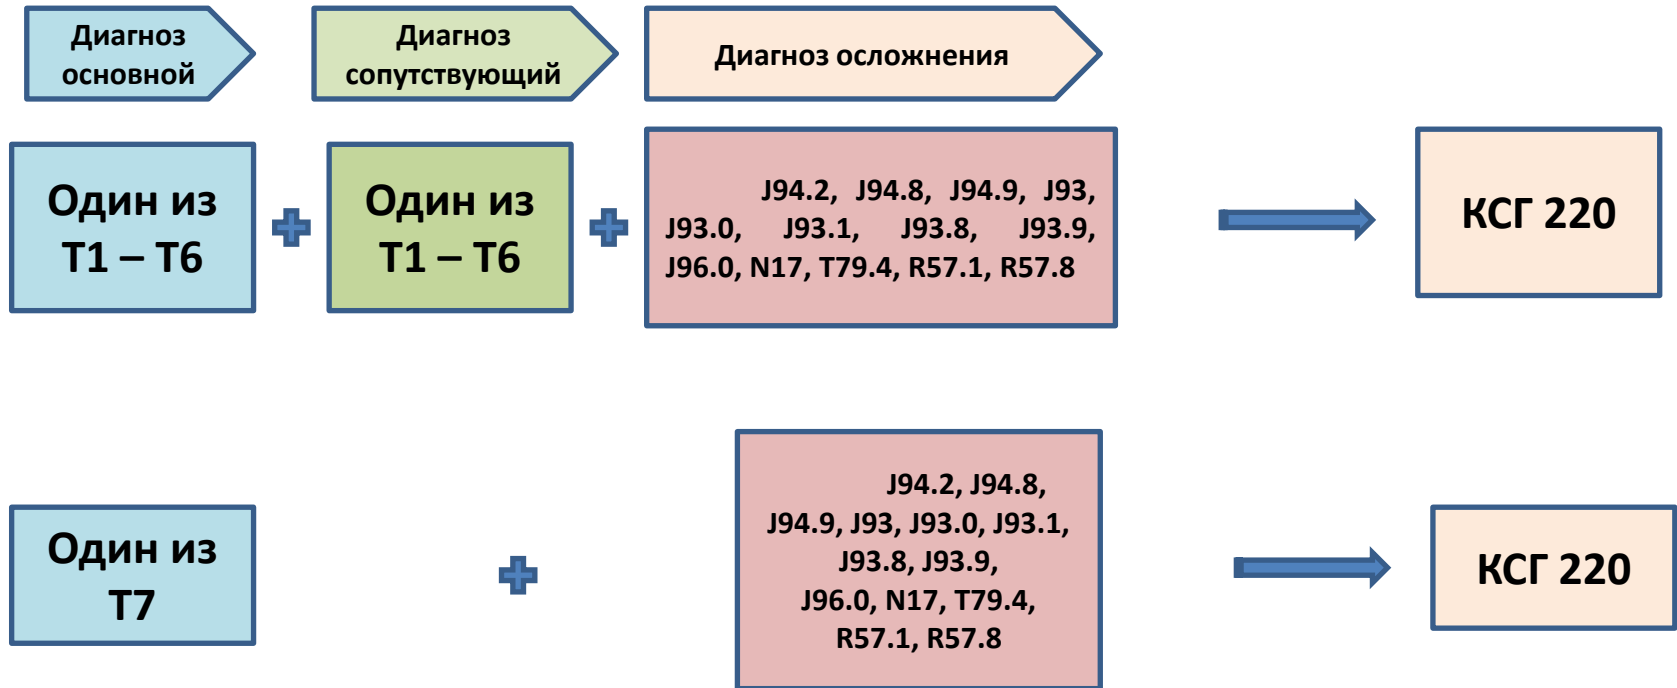 Диагноз
основной
Диагноз
сопутствующий
Диагноз осложнения
Один из
Т1 – Т6
Один из
Т1 – Т6
J94.2, J94.8, J94.9, J93,
J93.0, J93.1, J93.8, J93.9,
J96.0, N17, T79.4, R57.1, R57.8
КСГ 220
Один из
Т7
J94.2, J94.8,
J94.9, J93, J93.0, J93.1,
J93.8, J93.9,
J96.0, N17, T79.4,
R57.1, R57.8
КСГ 220